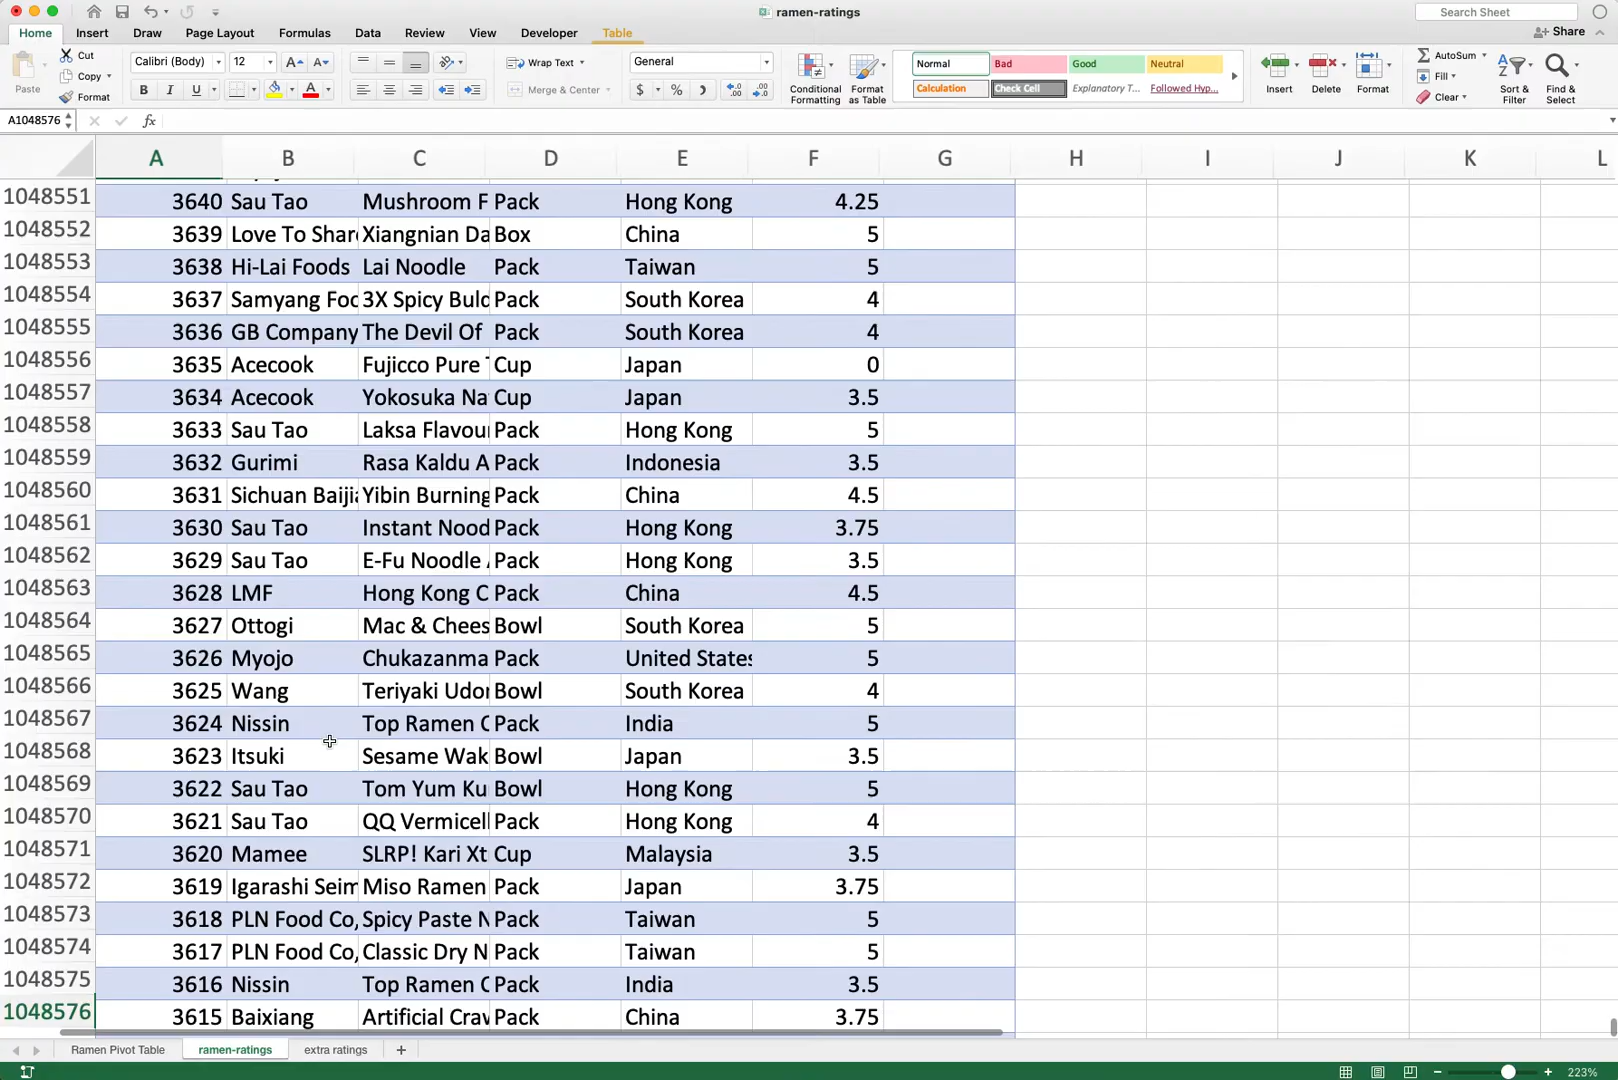 ramen-ratings
Search Sheet
Home Insert Draw Page Layout Formulas Data Review View Developer Table
Share
Paste
Cut
Copy
Format
Calibri (Body) 12
A A
B I U A
Wrap Text
Merge & Center
General
$ % )
Conditional Formatting
Format as Table
Normal Bad Good Neutral
Calculation Check Cell Explanatory T... Followed Hyp...
Insert Delete Format
AutoSum
Fill
Clear
Sort & Filter
Find & Select
A1048576 fx
A B C D E F G H I J K L
1048551 3640 Sau Tao Mushroom F Pack Hong Kong 4.25
1048552 3639 Love To Share Xiangnian Da Box China 5
1048553 3638 Hi-Lai Foods Lai Noodle Pack Taiwan 5
1048554 3637 Samyang Foo 3X Spicy Buld Pack South Korea 4
1048555 3636 GB Company The Devil Of Pack South Korea 4
1048556 3635 Acecook Fujicco Pure Cup Japan 0
1048557 3634 Acecook Yokosuka Na Cup Japan 3.5
1048558 3633 Sau Tao Laksa Flavou Pack Hong Kong 5
1048559 3632 Gurimi Rasa Kaldu A Pack Indonesia 3.5
1048560 3631 Sichuan Baijia Yibin Burning Pack China 4.5
1048561 3630 Sau Tao Instant Nood Pack Hong Kong 3.75
1048562 3629 Sau Tao E-Fu Noodle Pack Hong Kong 3.5
1048563 3628 LMF Hong Kong C Pack China 4.5
1048564 3627 Ottogi Mac & Chees Bowl South Korea 5
1048565 3626 Myojo Chukazanma Pack United States 5
1048566 3625 Wang Teriyaki Udon Bowl South Korea 4
1048567 3624 Nissin Top Ramen C Pack India 5
1048568 3623 Itsuki Sesame Wak Bowl Japan 3.5
1048569 3622 Sau Tao Tom Yum Ku Bowl Hong Kong 5
1048570 3621 Sau Tao QQ Vermicell Pack Hong Kong 4
1048571 3620 Mamee SLRP! Kari Xt Cup Malaysia 3.5
1048572 3619 Igarashi Seim Miso Ramen Pack Japan 3.75
1048573 3618 PLN Food Co, Spicy Paste N Pack Taiwan 5
1048574 3617 PLN Food Co, Classic Dry N Pack Taiwan 5
1048575 3616 Nissin Top Ramen C Pack India 3.5
1048576 3615 Baixiang Artificial Craw Pack China 3.75
Ramen Pivot Table ramen-ratings extra ratings +
223%